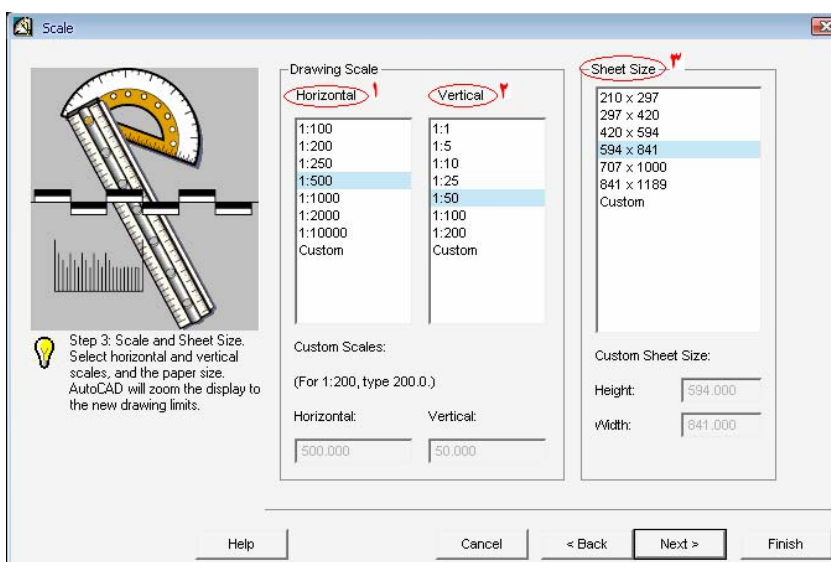 Scale
Drawing Scale
Horizontal ۱
1:100
1:200
1:250
1:500
1:1000
1:2000
1:10000
Custom
Vertical ۲
1:1
1:5
1:10
1:25
1:50
1:100
1:200
Custom
Custom Scales:
(For 1:200, type 200.0.)
Horizontal:
500.000
Vertical:
50.000
Sheet Size ۳
210 x 297
297 x 420
420 x 594
594 x 841
707 x 1000
841 x 1189
Custom
Custom Sheet Size:
Height: 594.000
Width: 841.000
Step 3: Scale and Sheet Size.
Select horizontal and vertical
scales, and the paper size.
AutoCAD will zoom the display to
the new drawing limits.
Help
Cancel
< Back
Next >
Finish